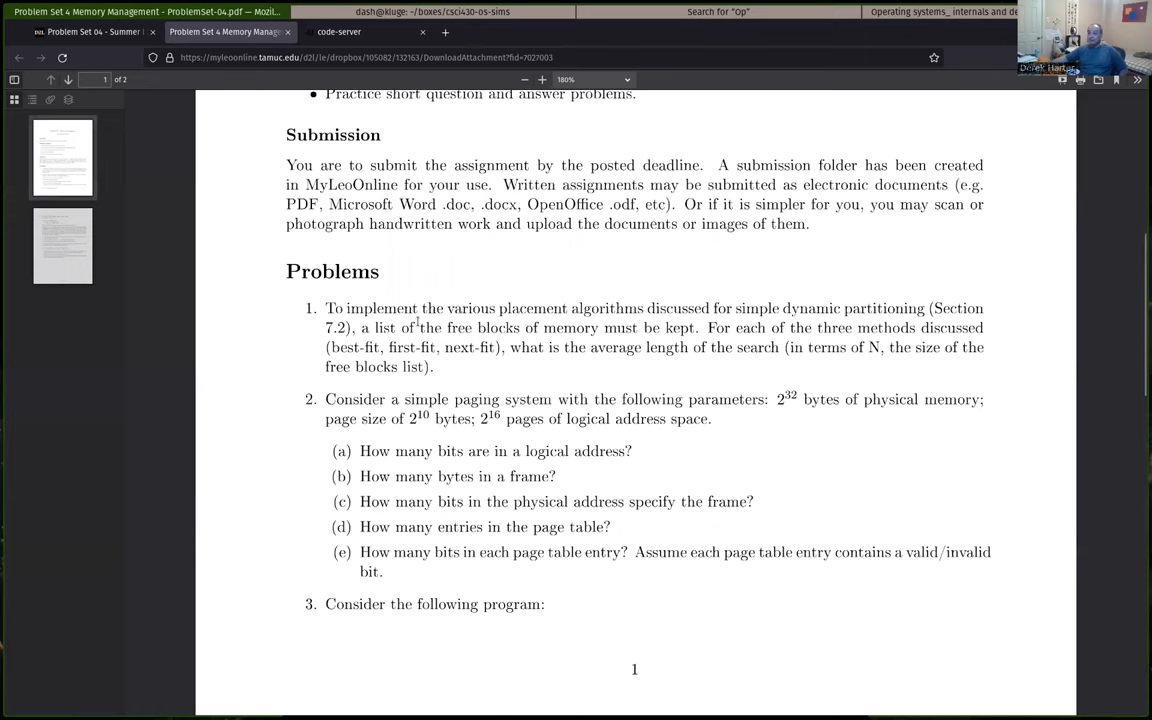 Problem Set 4 Memory Management - ProblemSet-04.pdf — Mozil...
dash@kluge: ~/boxes/csci430-os-sims
Search for "Op"
Operating systems_ internals and de
Problem Set 04 - Summer
Problem Set 4 Memory Manage
code-server
https://myleoonline.tamuc.edu/d2l/le/dropbox/105082/132163/DownloadAttachment?fid=7027003
Derek Harter
1 of 2
180%
• Practice short question and answer problems.
Submission
You are to submit the assignment by the posted deadline. A submission folder has been created
in MyLeoOnline for your use. Written assignments may be submitted as electronic documents (e.g.
PDF, Microsoft Word .doc, .docx, OpenOffice .odf, etc). Or if it is simpler for you, you may scan or
photograph handwritten work and upload the documents or images of them.
Problems
1. To implement the various placement algorithms discussed for simple dynamic partitioning (Section
7.2), a list of the free blocks of memory must be kept. For each of the three methods discussed
(best-fit, first-fit, next-fit), what is the average length of the search (in terms of N, the size of the
free blocks list).
2. Consider a simple paging system with the following parameters: 2^32 bytes of physical memory;
page size of 2^10 bytes; 2^16 pages of logical address space.
(a) How many bits are in a logical address?
(b) How many bytes in a frame?
(c) How many bits in the physical address specify the frame?
(d) How many entries in the page table?
(e) How many bits in each page table entry? Assume each page table entry contains a valid/invalid
bit.
3. Consider the following program:
1